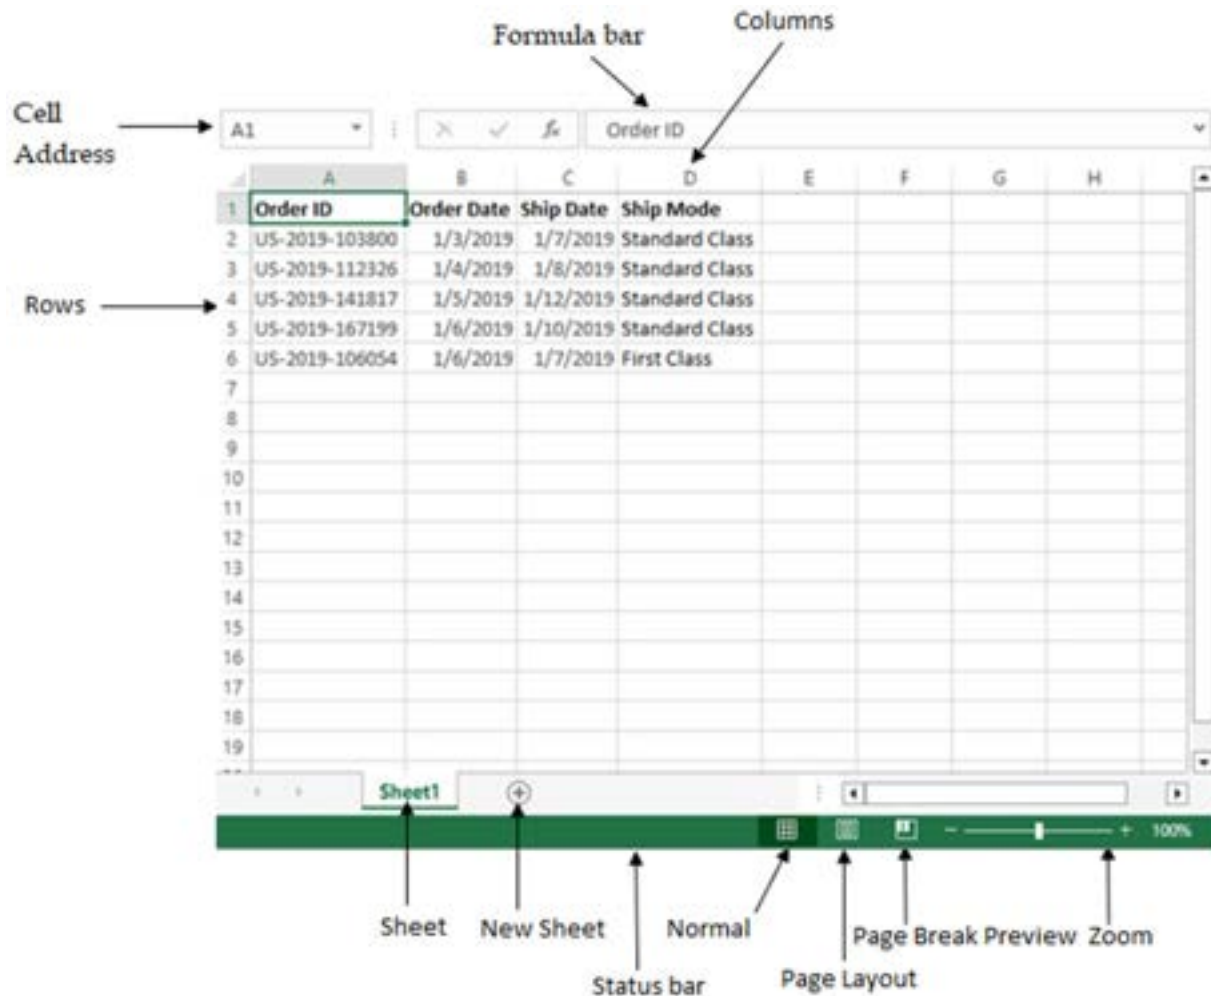 Columns
Formula bar
Cell
Address
A1
fx
Order ID
A B C D E F G H
1 Order ID Order Date Ship Date Ship Mode
2 US-2019-103800 1/3/2019 1/7/2019 Standard Class
3 US-2019-112326 1/4/2019 1/8/2019 Standard Class
Rows
4 US-2019-141817 1/5/2019 1/12/2019 Standard Class
5 US-2019-167199 1/6/2019 1/10/2019 Standard Class
6 US-2019-106054 1/6/2019 1/7/2019 First Class
7
8
9
10
11
12
13
14
15
16
17
18
19
Sheet1
100%
Sheet New Sheet Normal Page Break Preview Zoom
Status bar Page Layout